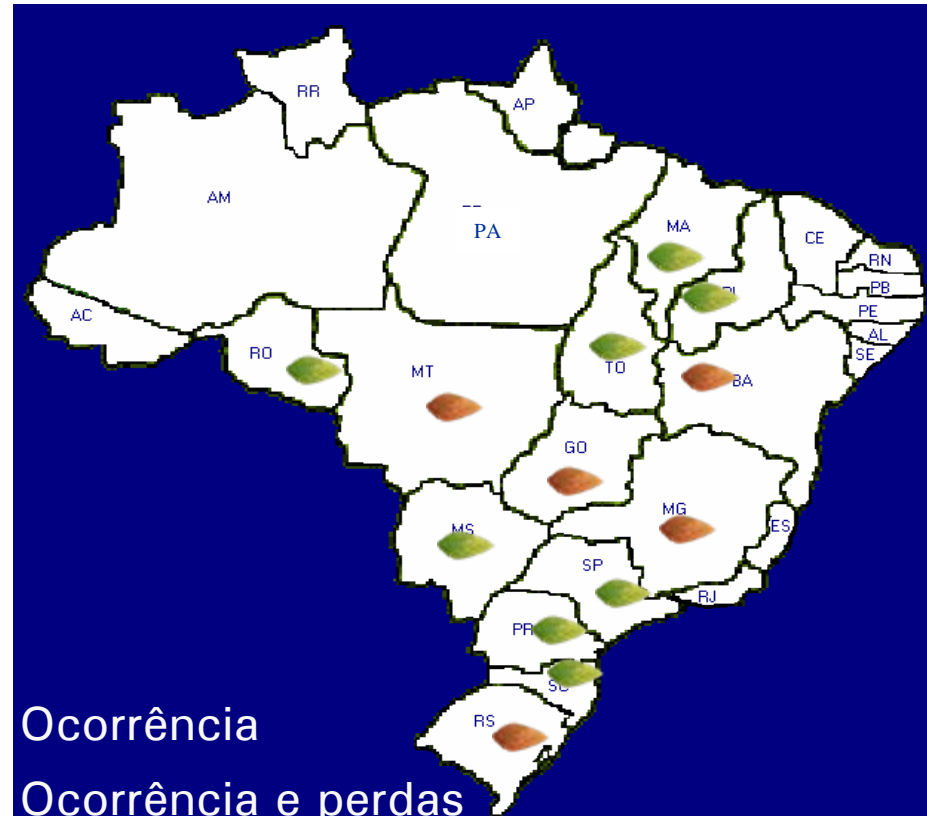 RR
AP
AM
PA
MA
CE
RN
PB
PE
AL
SE
AC
RO
MT
TO
BA
GO
MG
ES
MS
SP
RJ
PR
SC
RS
Ocorrência
Ocorrência e perdas